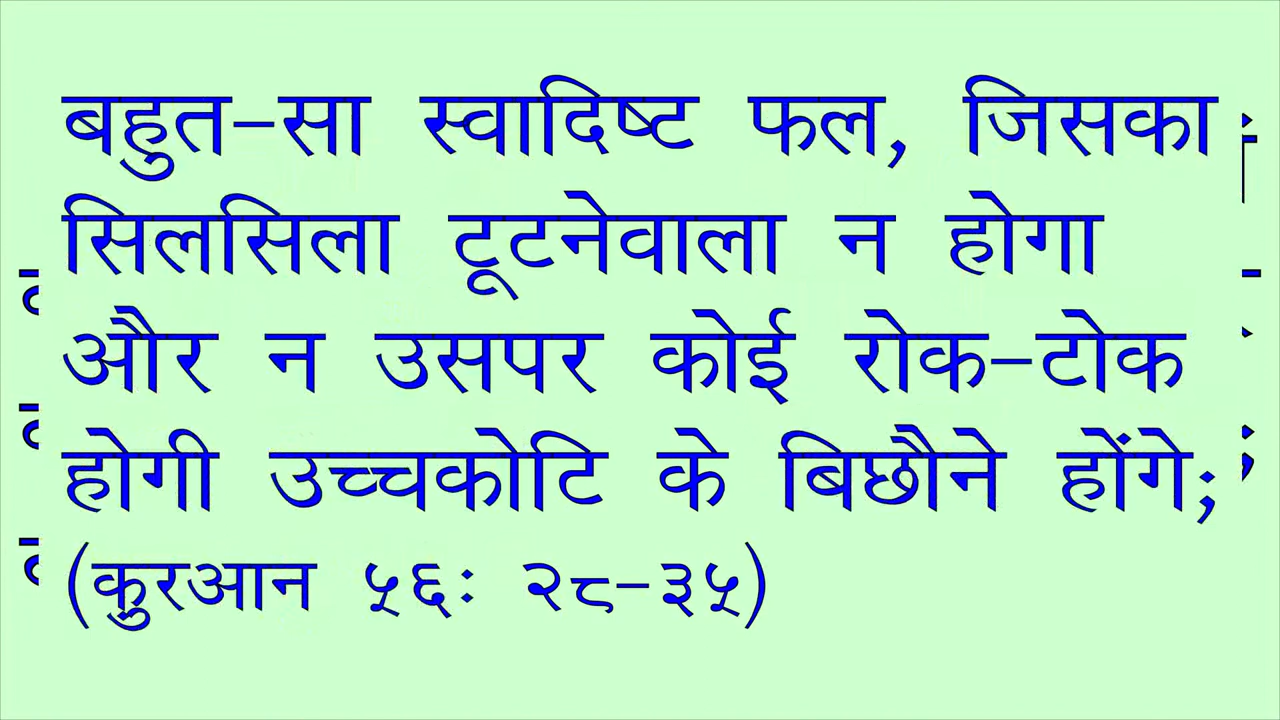 बहुत-सा स्वादिष्ट फल, जिसका
सिलसिला टूटनेवाला न होगा
और न उसपर कोई रोक-टोक
होगी उच्चकोटि के बिछौने होंगे;
(क़ुरआन ५६: २८-३५)